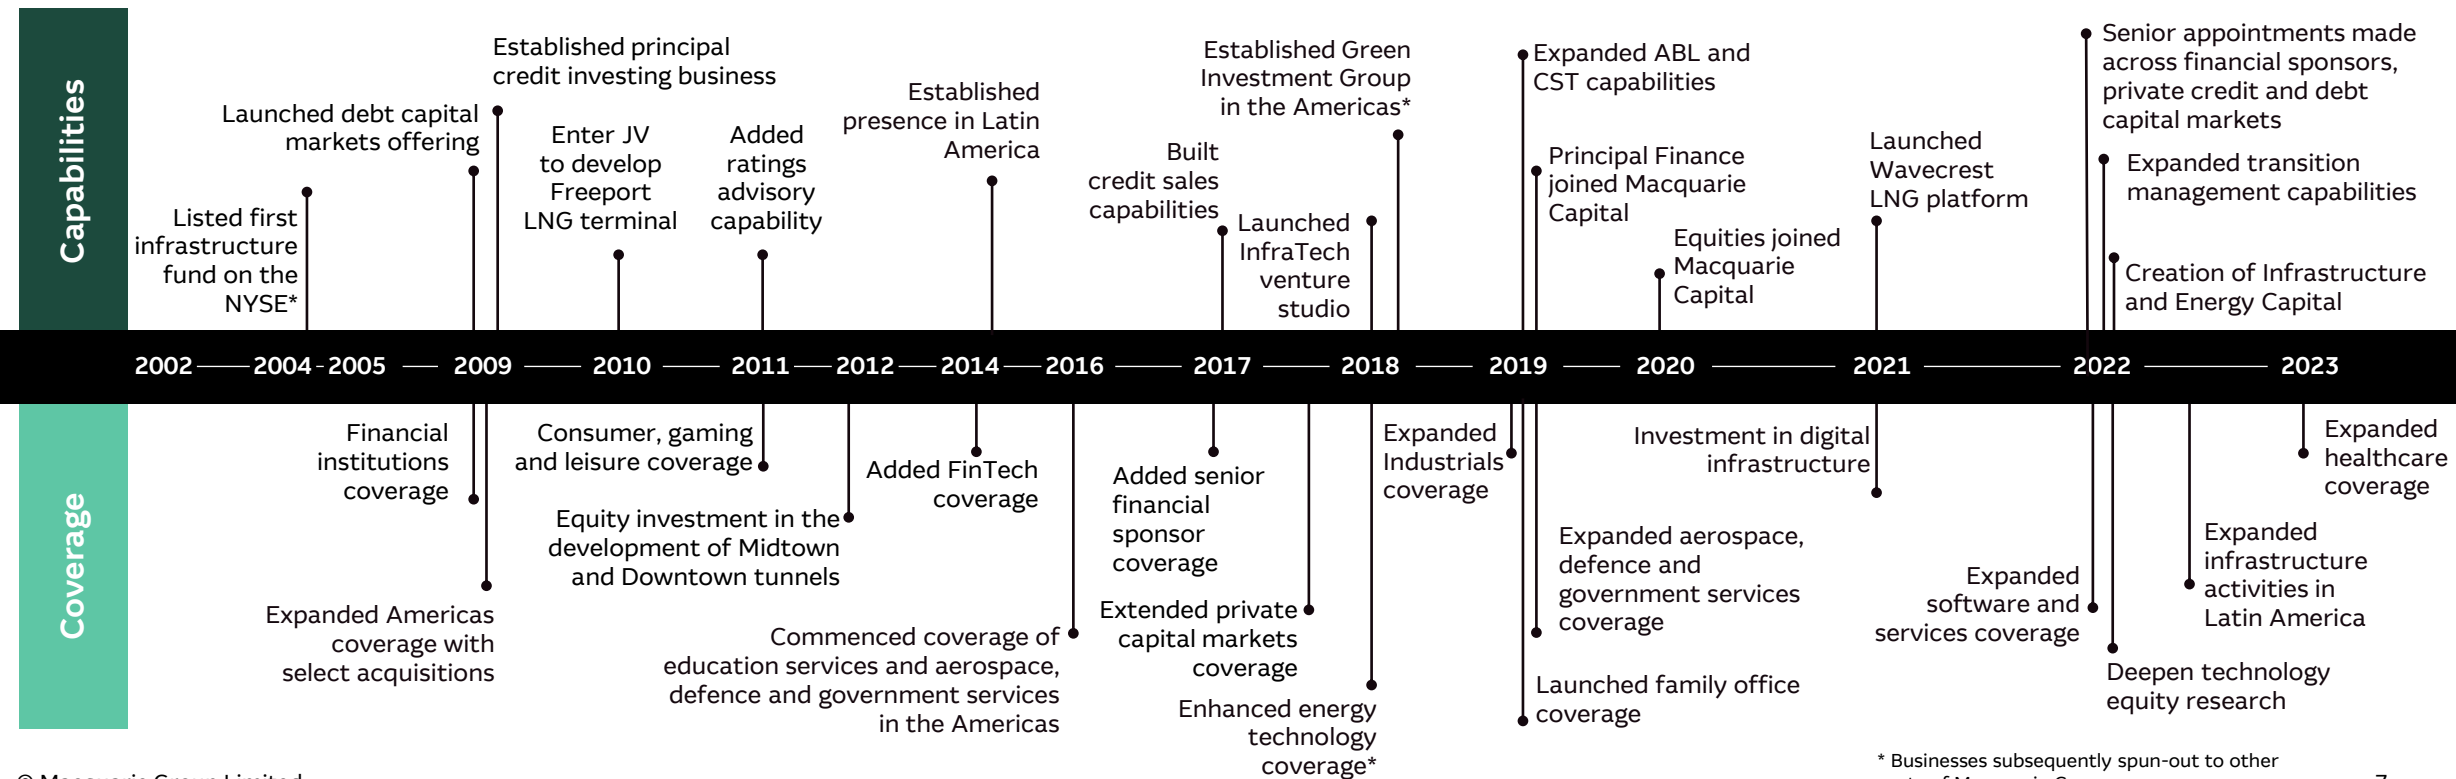 Capabilities
Listed first
infrastructure
fund on the
NYSE*
Launched debt capital
markets offering
Established principal
credit investing business
Enter JV
to develop
Freeport
LNG terminal
Added
ratings
advisory
capability
Established
presence in Latin
America
Built
credit sales
capabilities
Launched
InfraTech
venture
studio
Established Green
Investment Group
in the Americas*
Expanded ABL and
CST capabilities
Principal Finance
joined Macquarie
Capital
Equities joined
Macquarie
Capital
Launched
Wavecrest
LNG platform
Senior appointments made
across financial sponsors,
private credit and debt
capital markets
Expanded transition
management capabilities
Creation of Infrastructure
and Energy Capital
2002 2004 - 2005 2009 2010 2011 2012 2014 2016 2017 2018 2019 2020 2021 2022 2023
Coverage
Financial
institutions
coverage
Expanded Americas
coverage with
select acquisitions
Consumer, gaming
and leisure coverage
Equity investment in the
development of Midtown
and Downtown tunnels
Added FinTech
coverage
Commenced coverage of
education services and aerospace,
defence and government services
in the Americas
Added senior
financial
sponsor
coverage
Extended private
capital markets
coverage
Enhanced energy
technology
coverage*
Expanded
Industrials
coverage
Expanded aerospace,
defence and
government services
coverage
Launched family office
coverage
Investment in digital
infrastructure
Expanded
software and
services coverage
Deepen technology
equity research
Expanded
infrastructure
activities in
Latin America
Expanded
healthcare
coverage
* Businesses subsequently spun-out to other
© Macquarie Group Limited